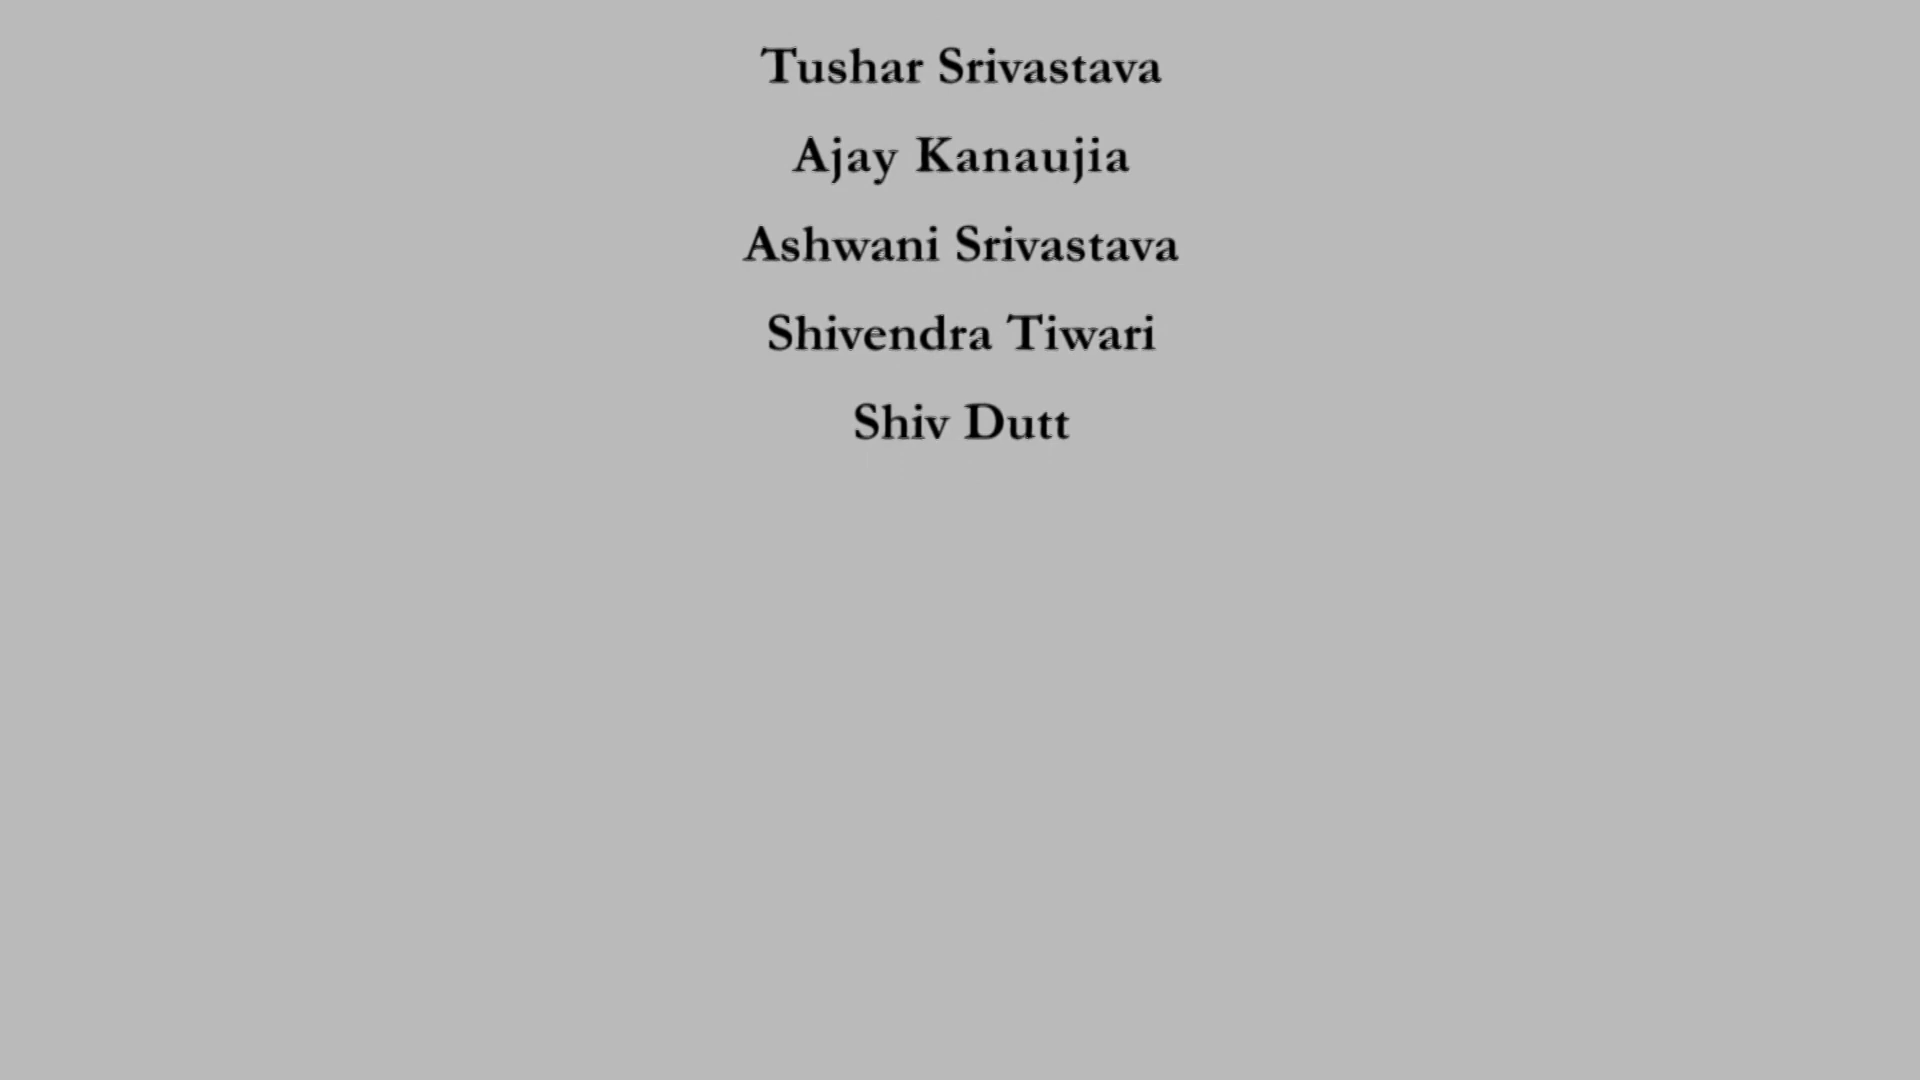 Tushar Srivastava
Ajay Kanaujia
Ashwani Srivastava
Shivendra Tiwari
Shiv Dutt